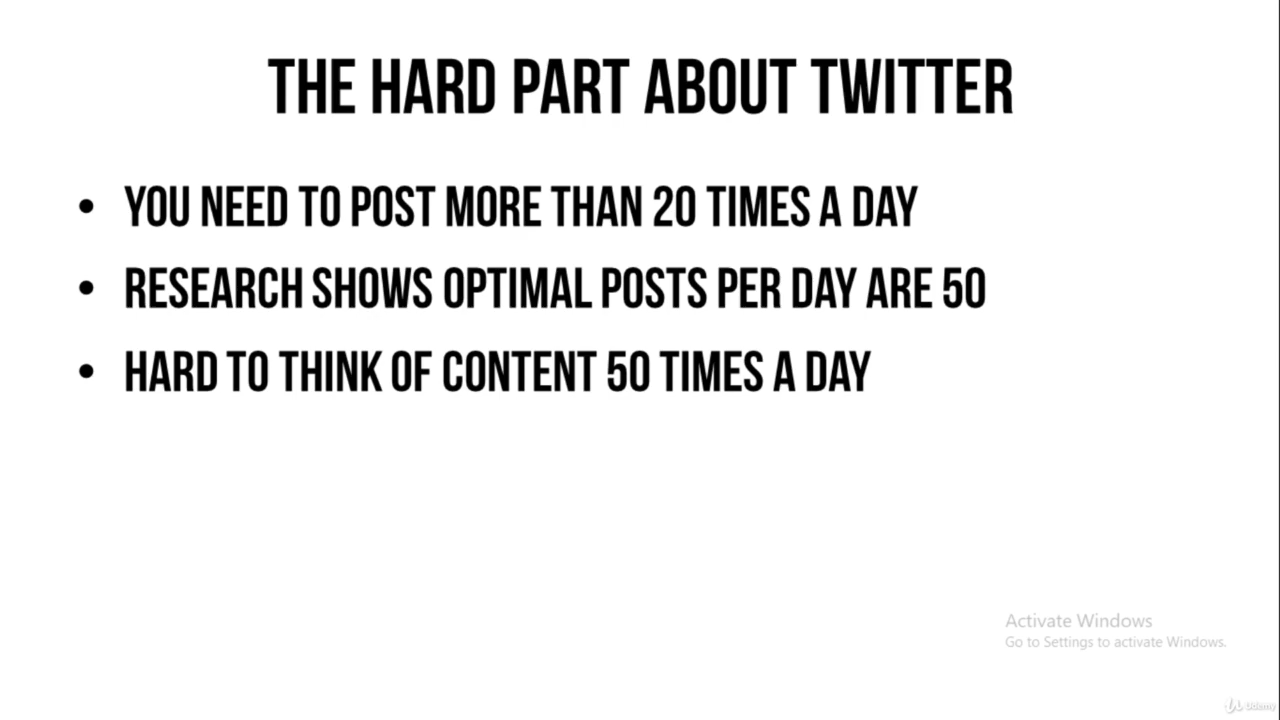 THE HARD PART ABOUT TWITTER
• YOU NEED TO POST MORE THAN 20 TIMES A DAY
• RESEARCH SHOWS OPTIMAL POSTS PER DAY ARE 50
• HARD TO THINK OF CONTENT 50 TIMES A DAY
Activate Windows
Go to Settings to activate Windows.
Udemy